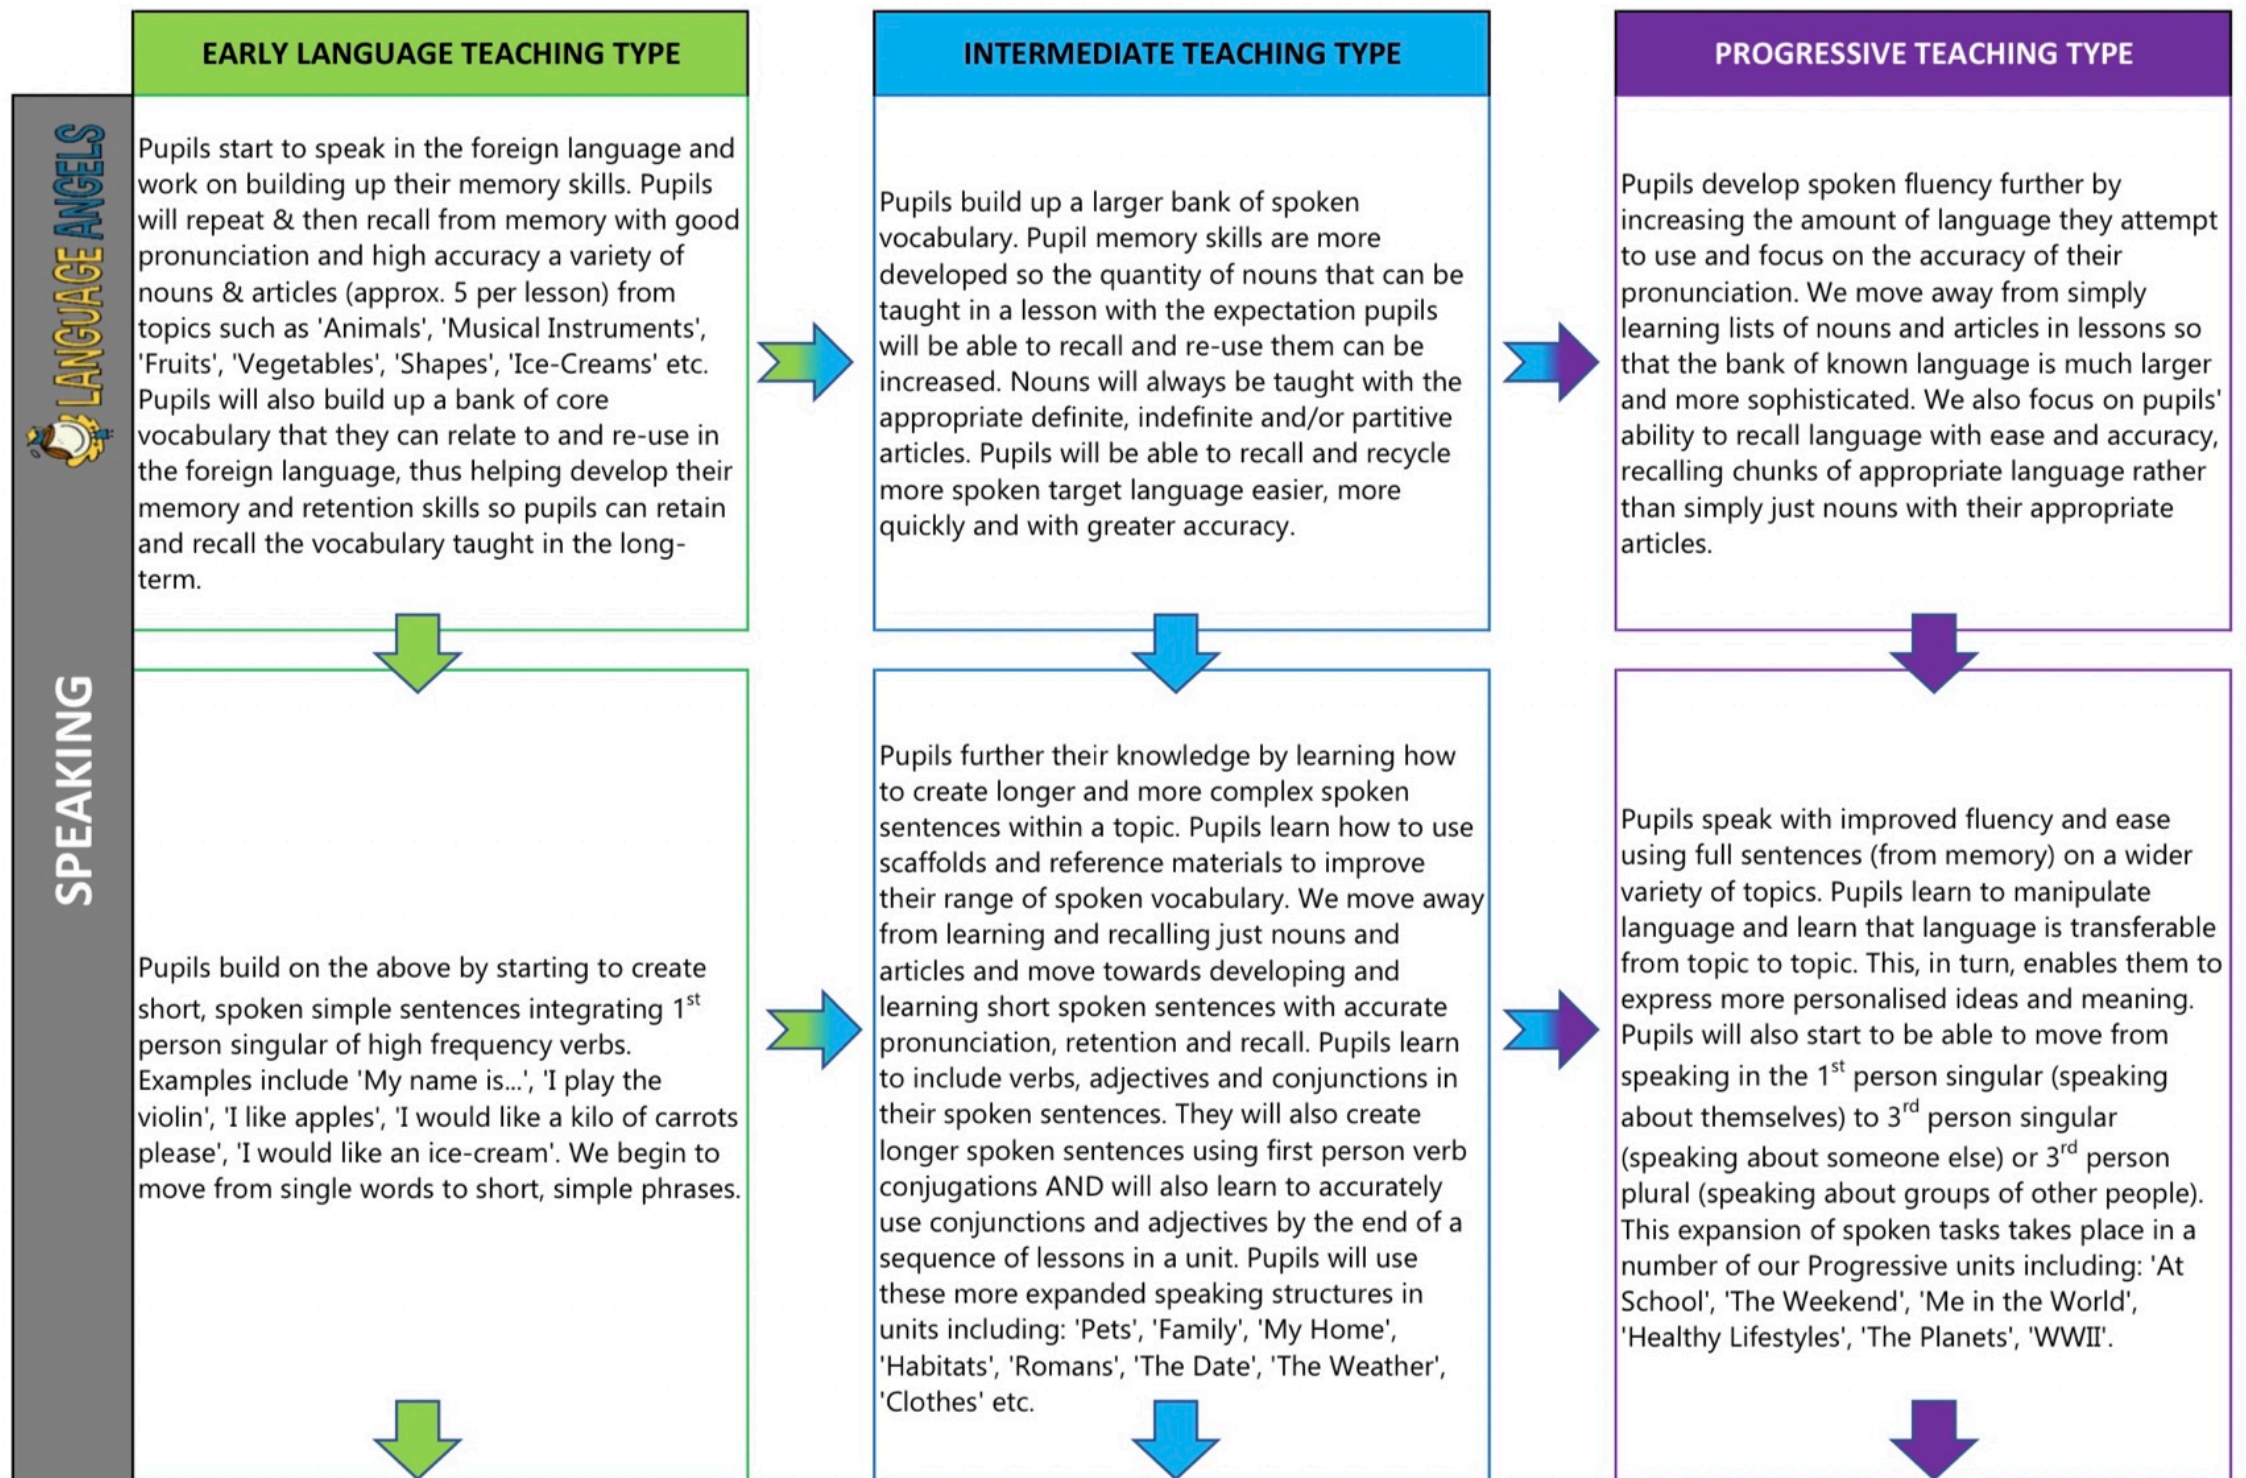 EARLY LANGUAGE TEACHING TYPE
INTERMEDIATE TEACHING TYPE
PROGRESSIVE TEACHING TYPE
LANGUAGE ANGELS
SPEAKING
Pupils start to speak in the foreign language and
work on building up their memory skills. Pupils
will repeat & then recall from memory with good
pronunciation and high accuracy a variety of
nouns & articles (approx. 5 per lesson) from
topics such as 'Animals', 'Musical Instruments',
'Fruits', 'Vegetables', 'Shapes', 'Ice-Creams' etc.
Pupils will also build up a bank of core
vocabulary that they can relate to and re-use in
the foreign language, thus helping develop their
memory and retention skills so pupils can retain
and recall the vocabulary taught in the long-
term.
Pupils build up a larger bank of spoken
vocabulary. Pupil memory skills are more
developed so the quantity of nouns that can be
taught in a lesson with the expectation pupils
will be able to recall and re-use them can be
increased. Nouns will always be taught with the
appropriate definite, indefinite and/or partitive
articles. Pupils will be able to recall and recycle
more spoken target language easier, more
quickly and with greater accuracy.
Pupils develop spoken fluency further by
increasing the amount of language they attempt
to use and focus on the accuracy of their
pronunciation. We move away from simply
learning lists of nouns and articles in lessons so
that the bank of known language is much larger
and more sophisticated. We also focus on pupils'
ability to recall language with ease and accuracy,
recalling chunks of appropriate language rather
than simply just nouns with their appropriate
articles.
Pupils build on the above by starting to create
short, spoken simple sentences integrating 1st
person singular of high frequency verbs.
Examples include 'My name is...', 'I play the
violin', 'I like apples', 'I would like a kilo of carrots
please', 'I would like an ice-cream'. We begin to
move from single words to short, simple phrases.
Pupils further their knowledge by learning how
to create longer and more complex spoken
sentences within a topic. Pupils learn how to use
scaffolds and reference materials to improve
their range of spoken vocabulary. We move away
from learning and recalling just nouns and
articles and move towards developing and
learning short spoken sentences with accurate
pronunciation, retention and recall. Pupils learn
to include verbs, adjectives and conjunctions in
their spoken sentences. They will also create
longer spoken sentences using first person verb
conjugations AND will also learn to accurately
use conjunctions and adjectives by the end of a
sequence of lessons in a unit. Pupils will use
these more expanded speaking structures in
units including: 'Pets', 'Family', 'My Home',
'Habitats', 'Romans', 'The Date', 'The Weather',
'Clothes' etc.
Pupils speak with improved fluency and ease
using full sentences (from memory) on a wider
variety of topics. Pupils learn to manipulate
language and learn that language is transferable
from topic to topic. This, in turn, enables them to
express more personalised ideas and meaning.
Pupils will also start to be able to move from
speaking in the 1st person singular (speaking
about themselves) to 3rd person singular
(speaking about someone else) or 3rd person
plural (speaking about groups of other people).
This expansion of spoken tasks takes place in a
number of our Progressive units including: 'At
School', 'The Weekend', 'Me in the World',
'Healthy Lifestyles', 'The Planets', 'WWII'.